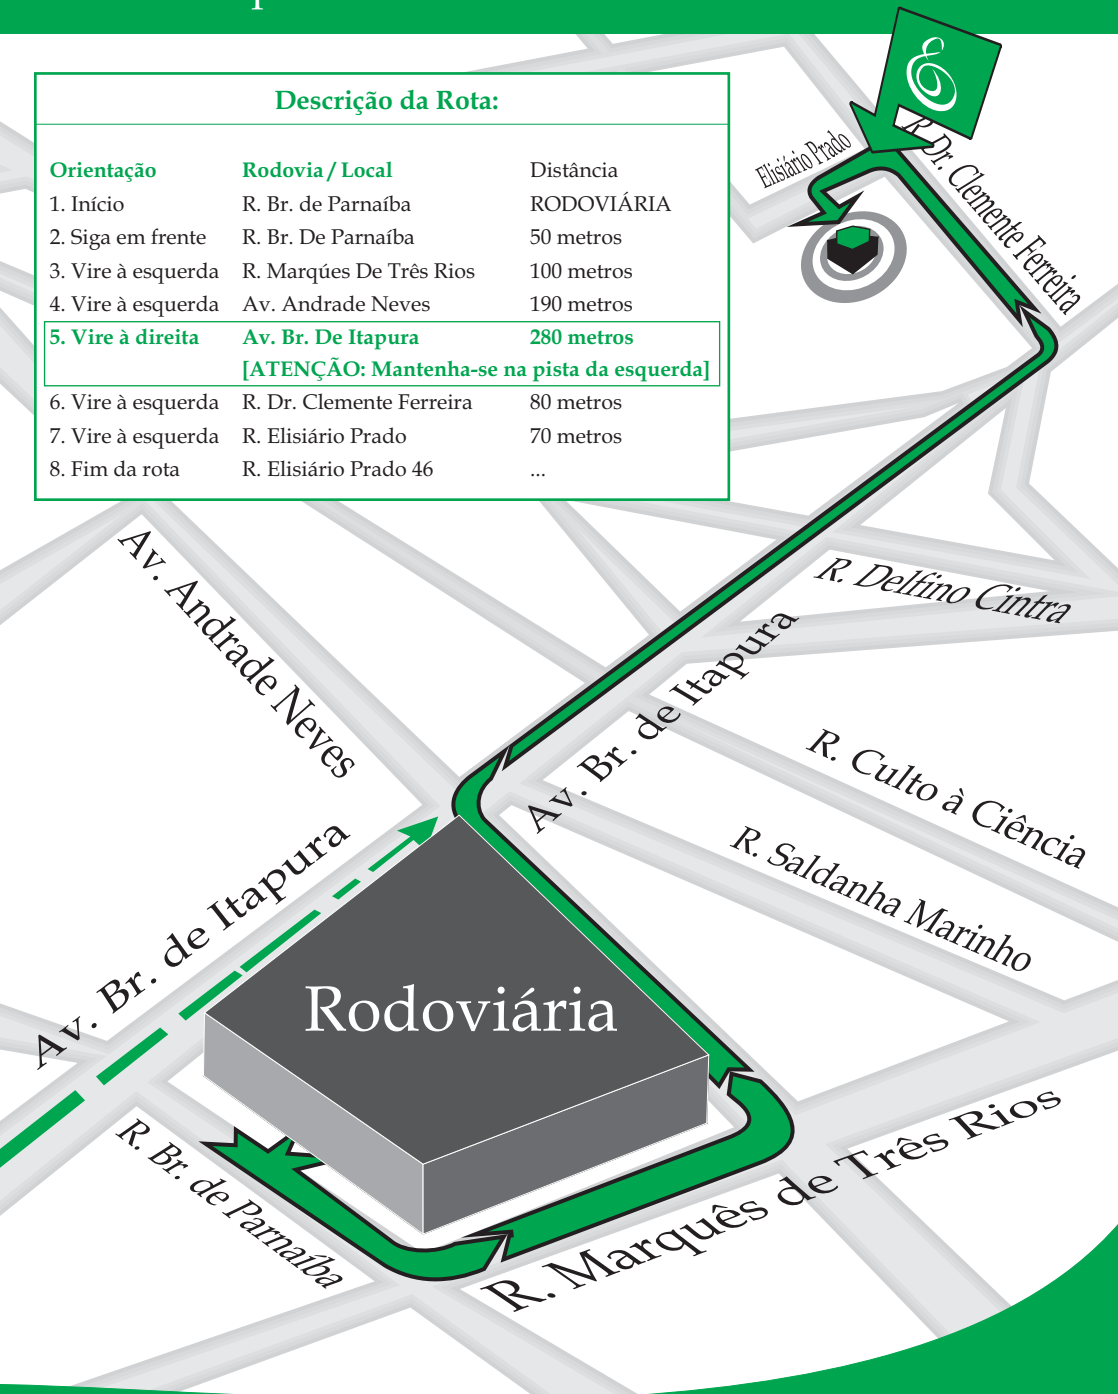 Descrição da Rota:
Orientação Rodovia / Local Distância
1. Início R. Br. de Parnaíba RODOVIÁRIA
2. Siga em frente R. Br. De Parnaíba 50 metros
3. Vire à esquerda R. Marqúes De Três Rios 100 metros
4. Vire à esquerda Av. Andrade Neves 190 metros
5. Vire à direita Av. Br. De Itapura 280 metros
[ATENÇÃO: Mantenha-se na pista da esquerda]
6. Vire à esquerda R. Dr. Clemente Ferreira 80 metros
7. Vire à esquerda R. Elisiário Prado 70 metros
8. Fim da rota R. Elisiário Prado 46 ...
Elisiário Prado
R. Dr. Clemente Ferreira
Av. Andrade Neves
R. Delfino Cintra
Av. Br. de Itapura
R. Culto à Ciência
R. Saldanha Marinho
Av. Br. de Itapura
Rodoviária
R. Br. de Parnaíba
R. Marquês de Três Rios